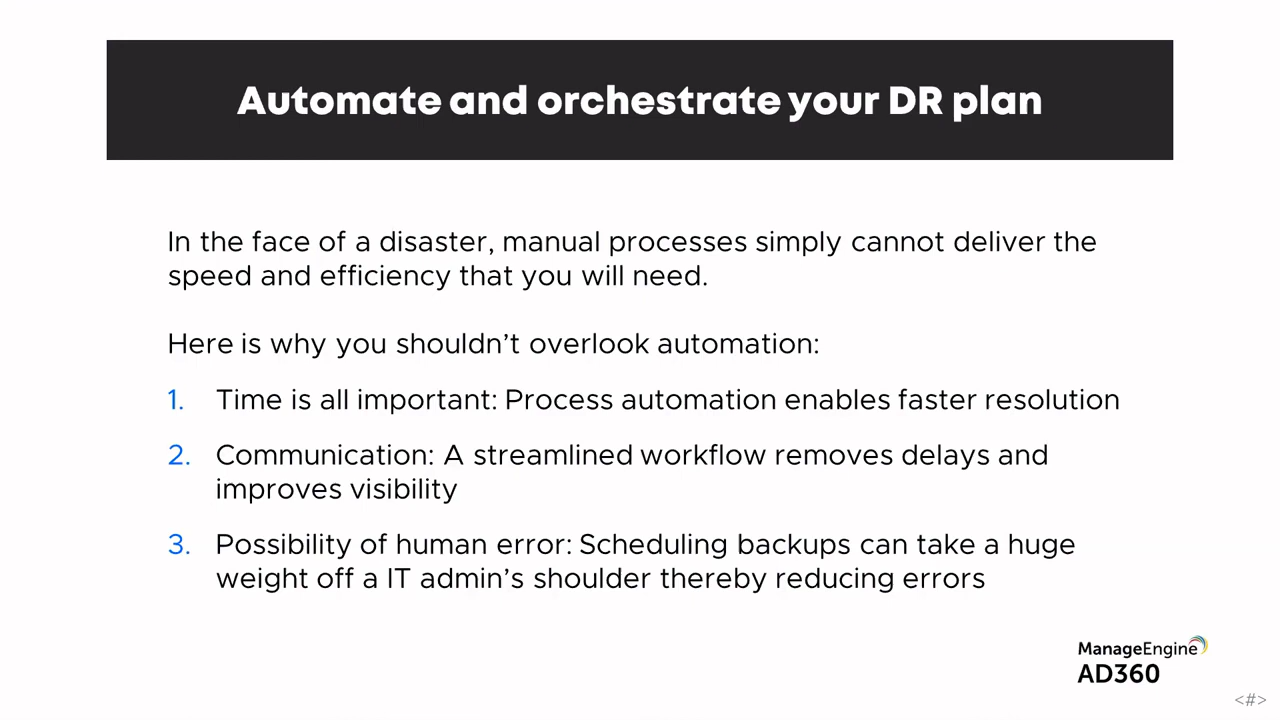 Automate and orchestrate your DR plan
In the face of a disaster, manual processes simply cannot deliver the
speed and efficiency that you will need.
Here is why you shouldn’t overlook automation:
1. Time is all important: Process automation enables faster resolution
2. Communication: A streamlined workflow removes delays and
improves visibility
3. Possibility of human error: Scheduling backups can take a huge
weight off a IT admin’s shoulder thereby reducing errors
ManageEngine
AD360
<#>